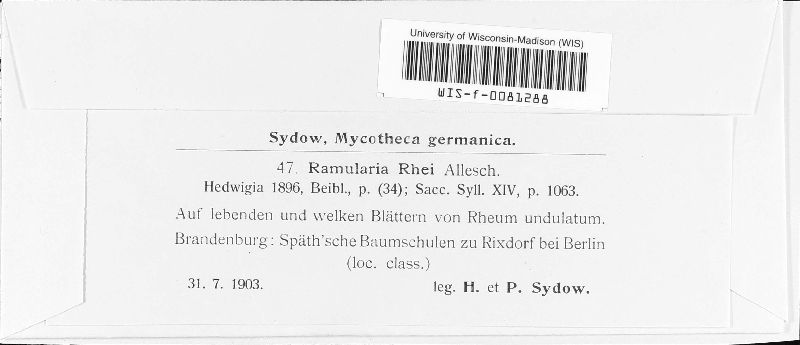 University of Wisconsin-Madison (WIS)
WIS-f-0081288
Sydow, Mycotheca germanica.
47. Ramularia Rhei Allesch.
Hedwigia 1896, Beibl., p. (34); Sacc. Syll. XIV, p. 1063.
Auf lebenden und welken Blättern von Rheum undulatum.
Brandenburg: Späth'sche Baumschulen zu Rixdorf bei Berlin
(loc. class.)
31. 7. 1903. leg. H. et P. Sydow.